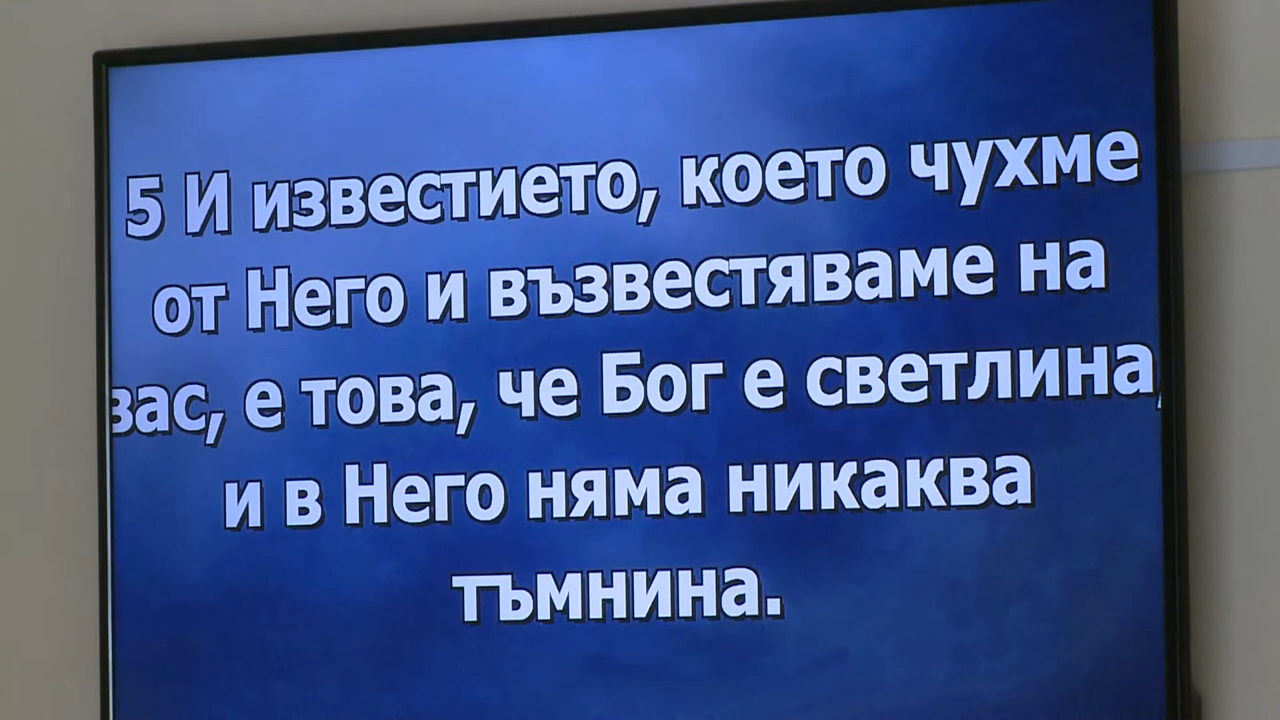 5 И известието, което чухме
от Него и възвестяваме на
вас, е това, че Бог е светлина,
и в Него няма никаква
тъмнина.